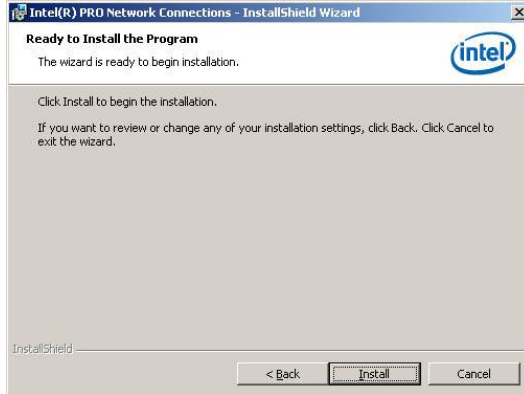 Intel(R) PRO Network Connections - InstallShield Wizard
Ready to Install the Program
The wizard is ready to begin installation.
intel
Click Install to begin the installation.
If you want to review or change any of your installation settings, click Back. Click Cancel to
exit the wizard.
InstallShield
< Back
Install
Cancel